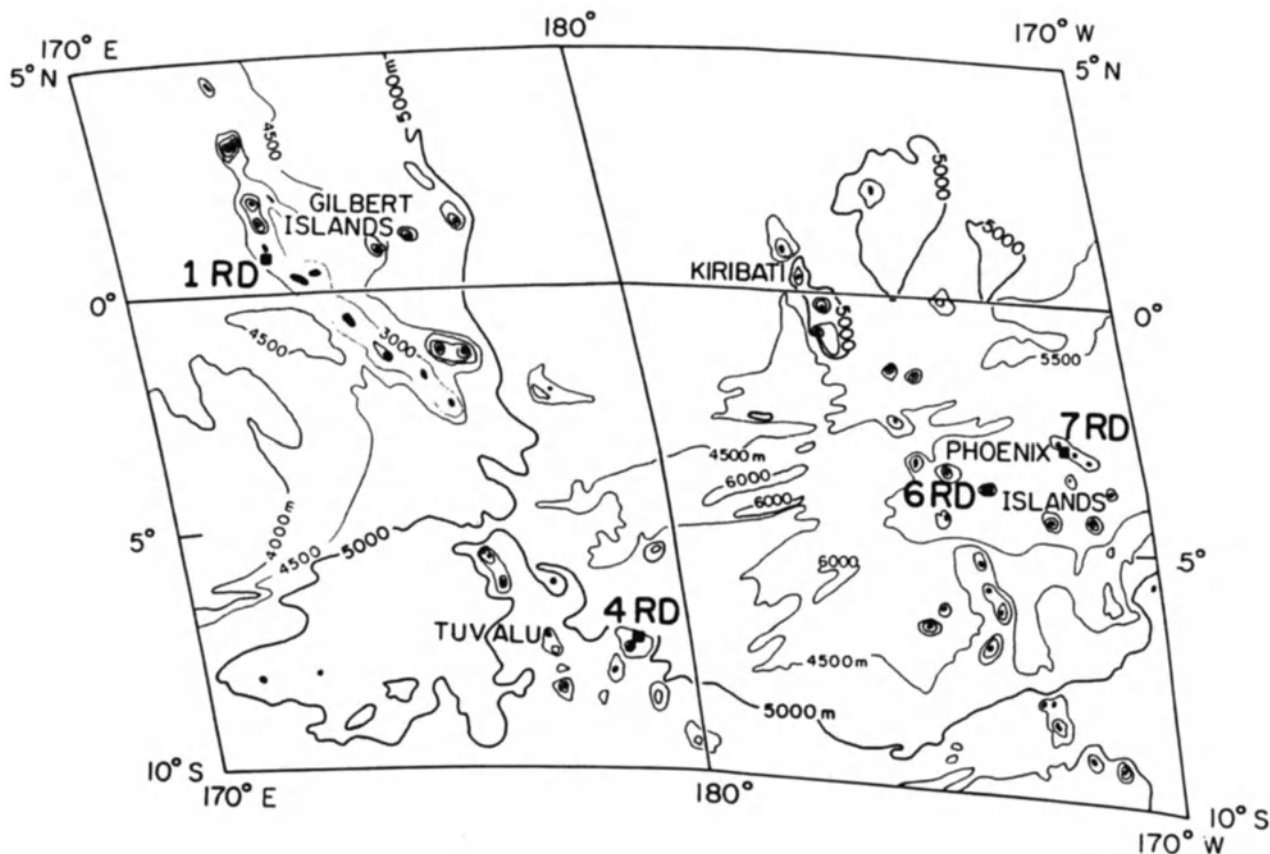 180°
170° E
170° W
5° N
5° N
5000m
4500
5000
GILBERT
ISLANDS
5000
1 RD
KIRIBATI
0°
0°
5000
4500
3000
5500
7 RD
4500m
PHOENIX
6000
6 RD
ISLANDS
6000
4000m
5°
4500
5000
5°
6000
4 RD
TUVALU
4500m
5000m
10° S
170° E
180°
10° S
170° W